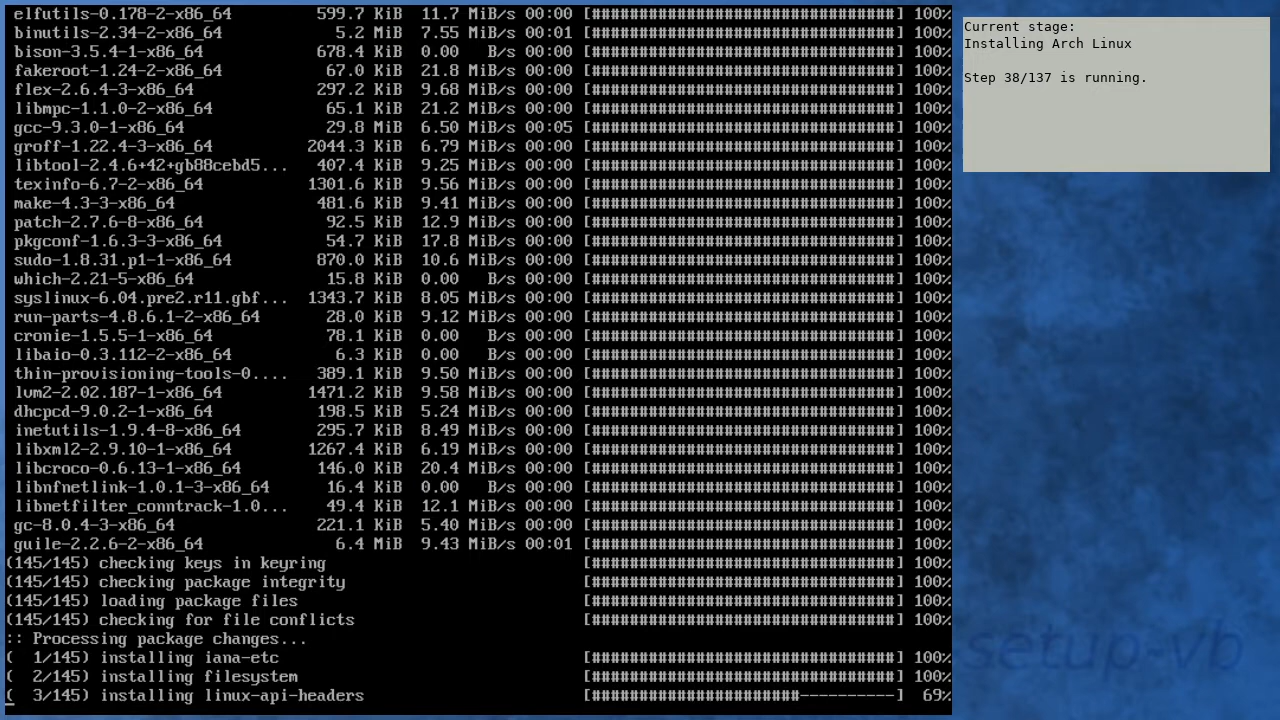 elfutils-0.178-2-x86_64 599.7 KiB 11.7 MiB/s 00:00 [################################] 100%
binutils-2.34-2-x86_64 5.2 MiB 7.55 MiB/s 00:01 [################################] 100%
bison-3.5.4-1-x86_64 678.4 KiB 0.00 B/s 00:00 [################################] 100%
fakeroot-1.24-2-x86_64 67.0 KiB 21.8 MiB/s 00:00 [################################] 100%
flex-2.6.4-3-x86_64 297.2 KiB 9.68 MiB/s 00:00 [################################] 100%
libmpc-1.1.0-2-x86_64 65.1 KiB 21.2 MiB/s 00:00 [################################] 100%
gcc-9.3.0-1-x86_64 29.8 MiB 6.50 MiB/s 00:05 [################################] 100%
groff-1.22.4-3-x86_64 2044.3 KiB 6.79 MiB/s 00:00 [################################] 100%
libtool-2.4.6+42+gb88cebd5... 407.4 KiB 9.25 MiB/s 00:00 [################################] 100%
texinfo-6.7-2-x86_64 1301.6 KiB 9.56 MiB/s 00:00 [################################] 100%
make-4.3-3-x86_64 481.6 KiB 9.41 MiB/s 00:00 [################################] 100%
patch-2.7.6-8-x86_64 92.5 KiB 12.9 MiB/s 00:00 [################################] 100%
pkgconf-1.6.3-3-x86_64 54.7 KiB 17.8 MiB/s 00:00 [################################] 100%
sudo-1.8.31.p1-1-x86_64 870.0 KiB 10.6 MiB/s 00:00 [################################] 100%
which-2.21-5-x86_64 15.8 KiB 0.00 B/s 00:00 [################################] 100%
syslinux-6.04.pre2.r11.gbf... 1343.7 KiB 8.05 MiB/s 00:00 [################################] 100%
run-parts-4.8.6.1-2-x86_64 28.0 KiB 9.12 MiB/s 00:00 [################################] 100%
cronie-1.5.5-1-x86_64 78.1 KiB 0.00 B/s 00:00 [################################] 100%
libaio-0.3.112-2-x86_64 6.3 KiB 0.00 B/s 00:00 [################################] 100%
thin-provisioning-tools-0.... 389.1 KiB 9.50 MiB/s 00:00 [################################] 100%
lvm2-2.02.187-1-x86_64 1471.2 KiB 9.58 MiB/s 00:00 [################################] 100%
dhcpcd-9.0.2-1-x86_64 198.5 KiB 5.24 MiB/s 00:00 [################################] 100%
inetutils-1.9.4-8-x86_64 295.7 KiB 8.49 MiB/s 00:00 [################################] 100%
libxml2-2.9.10-1-x86_64 1267.4 KiB 6.19 MiB/s 00:00 [################################] 100%
libcroco-0.6.13-1-x86_64 146.0 KiB 20.4 MiB/s 00:00 [################################] 100%
libnfnetlink-1.0.1-3-x86_64 16.4 KiB 0.00 B/s 00:00 [################################] 100%
libnetfilter_conntrack-1.0... 49.4 KiB 12.1 MiB/s 00:00 [################################] 100%
gc-8.0.4-3-x86_64 221.1 KiB 5.40 MiB/s 00:00 [################################] 100%
guile-2.2.6-2-x86_64 6.4 MiB 9.43 MiB/s 00:01 [################################] 100%
(145/145) checking keys in keyring [################################] 100%
(145/145) checking package integrity [################################] 100%
(145/145) loading package files [################################] 100%
(145/145) checking for file conflicts [################################] 100%
:: Processing package changes...
( 1/145) installing iana-etc [################################] 100%
( 2/145) installing filesystem [################################] 100%
( 3/145) installing linux-api-headers [######################----------] 69%
Current stage:
Installing Arch Linux
Step 38/137 is running.
setup-vb